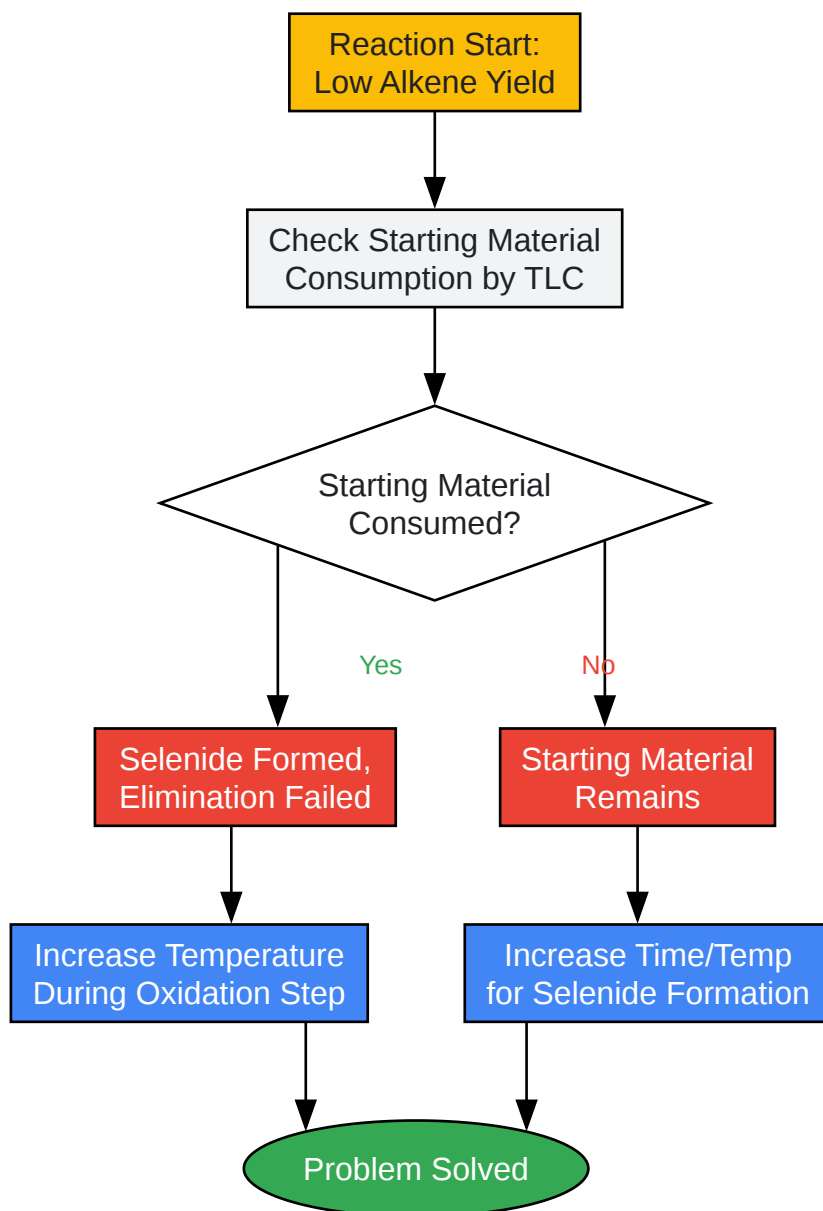 Reaction Start:
Low Alkene Yield
Check Starting Material
Consumption by TLC
Starting Material
Consumed?
Yes
No
Selenide Formed,
Elimination Failed
Starting Material
Remains
Increase Temperature
During Oxidation Step
Increase Time/Temp
for Selenide Formation
Problem Solved